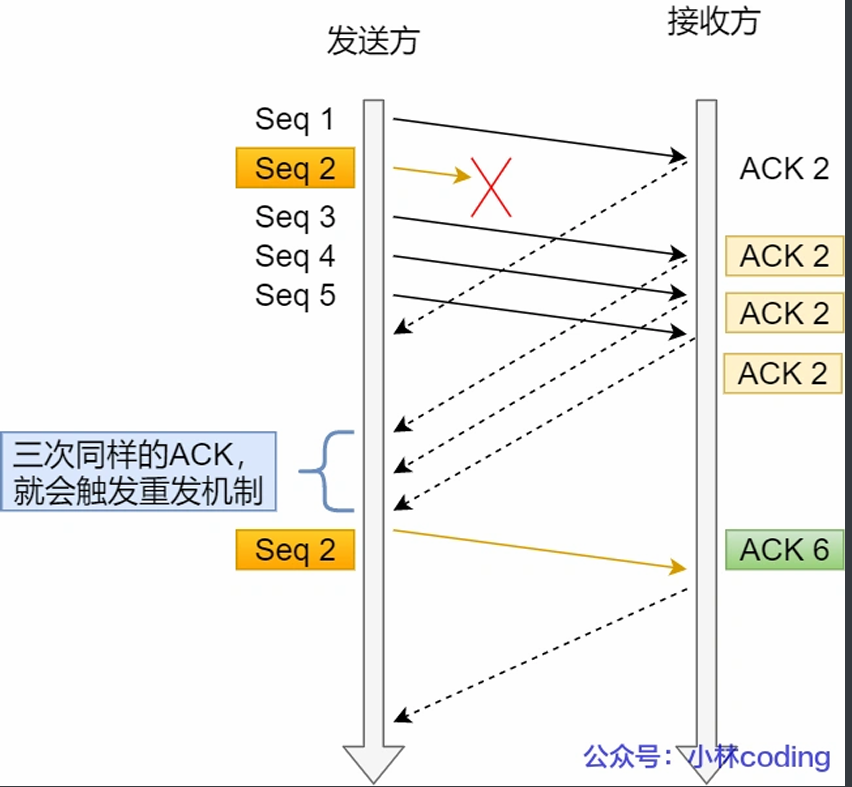 发送方
接收方
Seq 1
Seq 2
ACK 2
Seq 3
Seq 4
ACK 2
Seq 5
ACK 2
ACK 2
三次同样的ACK，
就会触发重发机制
Seq 2
ACK 6
公众号：小林coding